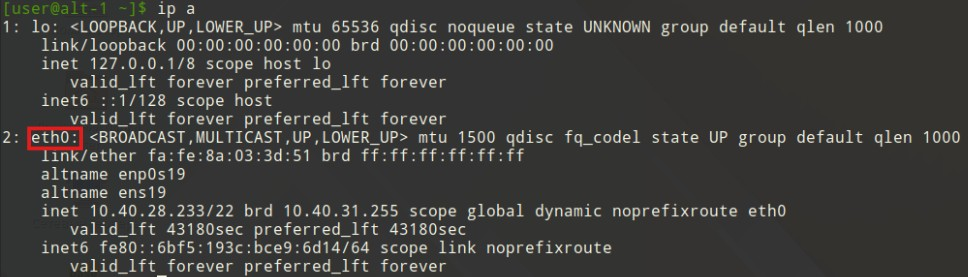 [user@alt-1 ~]$ ip a
1: lo: <LOOPBACK,UP,LOWER_UP> mtu 65536 qdisc noqueue state UNKNOWN group default qlen 1000
link/loopback 00:00:00:00:00:00 brd 00:00:00:00:00:00
inet 127.0.0.1/8 scope host lo
valid_lft forever preferred_lft forever
inet6 ::1/128 scope host
valid_lft forever preferred_lft forever
2: eth0: <BROADCAST,MULTICAST,UP,LOWER_UP> mtu 1500 qdisc fq_codel state UP group default qlen 1000
link/ether fa:fe:8a:03:3d:51 brd ff:ff:ff:ff:ff:ff
altname enp0s19
altname ens19
inet 10.40.28.233/22 brd 10.40.31.255 scope global dynamic noprefixroute eth0
valid_lft 43180sec preferred_lft 43180sec
inet6 fe80::6bf5:193c:bce9:6d14/64 scope link noprefixroute
valid_lft forever preferred_lft forever